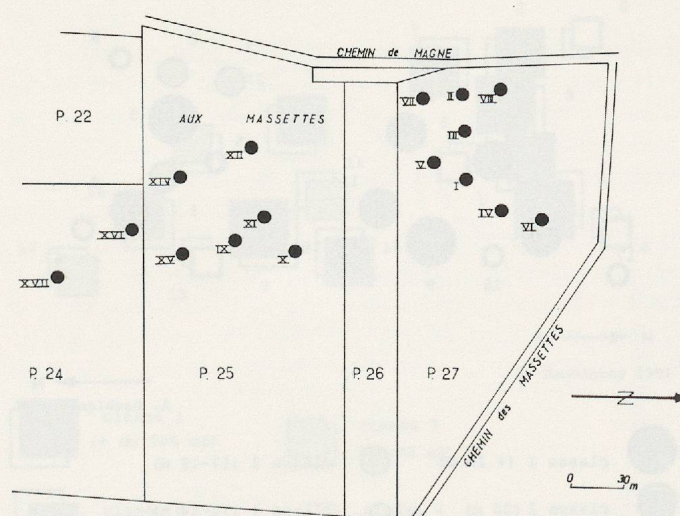 CHEMIN de MAGNE
P. 22
AUX MASSETTES
VII
II
VIII
III
XII
V
XIV
I
IV
VI
XI
XVI
IX
XV
X
XVII
P. 24
P. 25
P. 26
P. 27
CHEMIN des MASSETTES
N
0 30 m